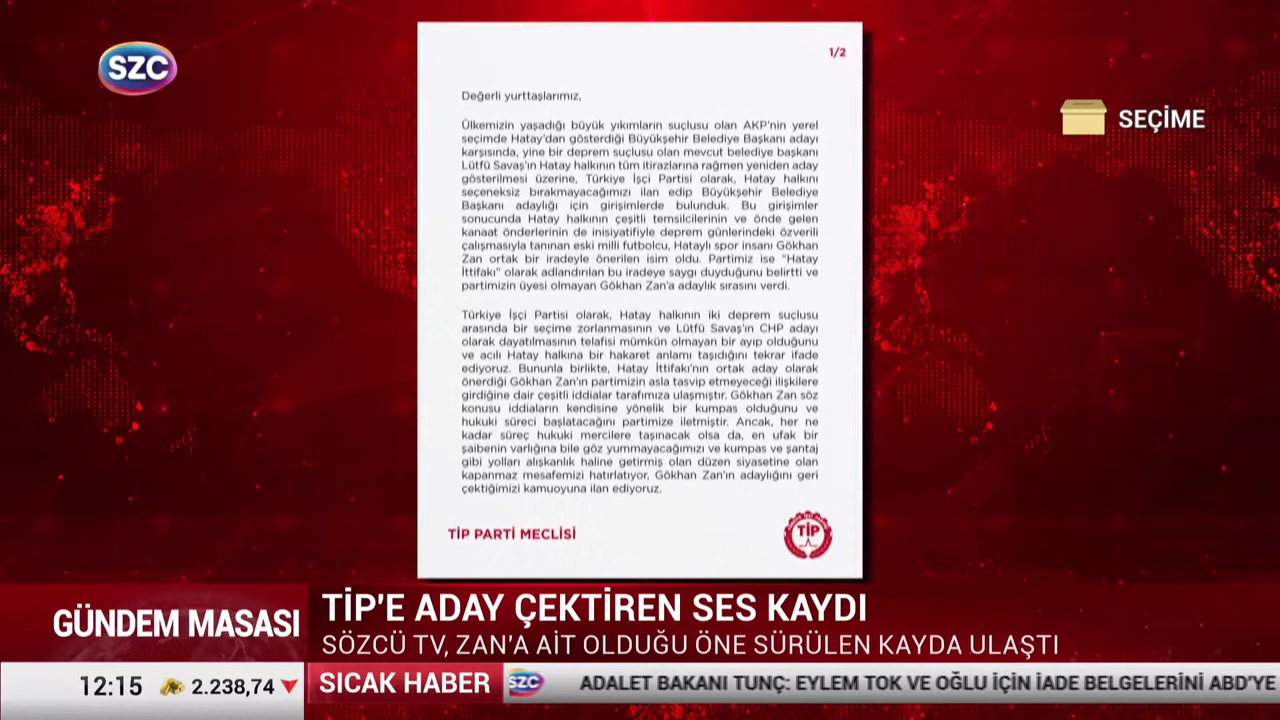 SZC
1/2
SEÇİME
Değerli yurttaşlarımız,
Ülkemizin yaşadığı büyük yıkımların suçlusu olan AKP'nin yerel
seçimde Hatay'dan gösterdiği Büyükşehir Belediye Başkanı adayı
karşısında, yine bir deprem suçlusu olan mevcut belediye başkanı
Lütfü Savaş'ın Hatay halkının tüm itirazlarına rağmen yeniden aday
gösterilmesi üzerine, Türkiye İşçi Partisi olarak, Hatay halkını
seçeneksiz bırakmayacağımızı ilan edip Büyükşehir Belediye
Başkanı adaylığı için girişimlerde bulunduk. Bu girişimler
sonucunda Hatay halkının çeşitli temsilcilerinin ve önde gelen
kanaat önderlerinin de inisiyatifiyle deprem günlerindeki özverili
çalışmasıyla tanınan eski milli futbolcu, Hataylı spor insanı Gökhan
Zan ortak bir iradeyle önerilen isim oldu. Partimiz ise "Hatay
İttifakı" olarak adlandırılan bu iradeye saygı duyduğunu belirtti ve
partimizin üyesi olmayan Gökhan Zan'a adaylık sırasını verdi.
Türkiye İşçi Partisi olarak, Hatay halkının iki deprem suçlusu
arasında bir seçime zorlanmasının ve Lütfü Savaş'ın CHP adayı
olarak dayatılmasının telafisi mümkün olmayan bir ayıp olduğunu
ve acılı Hatay halkına bir hakaret anlamı taşıdığını tekrar ifade
ediyoruz. Bununla birlikte, Hatay İttifakı'nın ortak aday olarak
önerdiği Gökhan Zan'ın partimizin asla tasvip etmeyeceği ilişkilere
girdiğine dair çeşitli iddialar tarafımıza ulaşmıştır. Gökhan Zan söz
konusu iddiaların kendisine yönelik bir kumpas olduğunu ve
hukuki süreci başlatacağını partimize iletmiştir. Ancak, her ne
kadar süreç hukuki mercilere taşınacak olsa da, en ufak bir
şaibenin varlığına bile göz yummayacağımızı ve kumpas ve şantaj
gibi yolları alışkanlık haline getirmiş olan düzen siyasetine olan
kapanmaz mesafemizi hatırlatıyor, Gökhan Zan'ın adaylığını geri
çektiğimizi kamuoyuna ilan ediyoruz.
TİP PARTİ MECLİSİ
TİP
GÜNDEM MASASI
TİP'E ADAY ÇEKTİREN SES KAYDI
SÖZCÜ TV, ZAN'A AİT OLDUĞU ÖNE SÜRÜLEN KAYDA ULAŞTI
12:15 2.238,74
SICAK HABER
SZC
ADALET BAKANI TUNÇ: EYLEM TOK VE OĞLU İÇİN İADE BELGELERİNİ ABD'YE